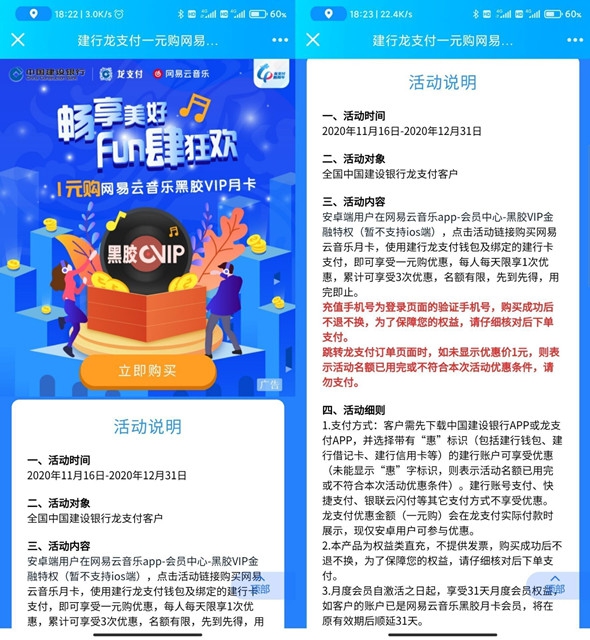 18:22 | 3.0K/s
60%
建行龙支付一元购网易...
中国建设银行
龙支付
网易云音乐
畅享美好
Fun肆狂欢
1元购网易云音乐黑胶VIP月卡
黑胶VIP
立即购买
广告
活动说明
一、活动时间
2020年11月16日-2020年12月31日
二、活动对象
全国中国建设银行龙支付客户
三、活动内容
安卓端用户在网易云音乐app-会员中心-黑胶VIP金
融特权（暂不支持ios端），点击活动链接购买网易
云音乐月卡，使用建行龙支付钱包及绑定的建行卡
支付，即可享受一元购优惠，每人每天限享1次优
惠，累计可享受3次优惠，名额有限，先到先得，用
顶部
18:23 | 22.4K/s
60%
建行龙支付一元购网易...
活动说明
一、活动时间
2020年11月16日-2020年12月31日
二、活动对象
全国中国建设银行龙支付客户
三、活动内容
安卓端用户在网易云音乐app-会员中心-黑胶VIP金
融特权（暂不支持ios端），点击活动链接购买网易
云音乐月卡，使用建行龙支付钱包及绑定的建行卡
支付，即可享受一元购优惠，每人每天限享1次优
惠，累计可享受3次优惠，名额有限，先到先得，用
完即止。
充值手机号为登录页面的验证手机号，购买成功后
不退不换，为了保障您的权益，请仔细核对后下单
支付。
跳转龙支付订单页面时，如未显示优惠价1元，则表
示活动名额已用完或不符合本次活动优惠条件，请
勿支付。
四、活动细则
1.支付方式：客户需先下载中国建设银行APP或龙支
付APP，并选择带有“惠”标识（包括建行钱包、建
行借记卡、建行信用卡等）的建行账户可享受优惠
（未能显示“惠”字标识，则表示活动名额已用完
或不符合本次活动优惠条件）。建行账号支付、快
捷支付、银联云闪付等其它支付方式不享受优惠。
龙支付优惠金额（一元购）会在龙支付实际付款时
展示，现仅安卓用户可参与优惠。
2.本产品为权益类直充，不提供发票，购买成功后不
退不换，为了保障您的权益，请仔细核对后下单支
付。
3.月度会员自激活之日起，享受31天月度会员权益，
如客户的账户已是网易云音乐黑胶月卡会员，将在
原有效期后顺延31天。
顶部